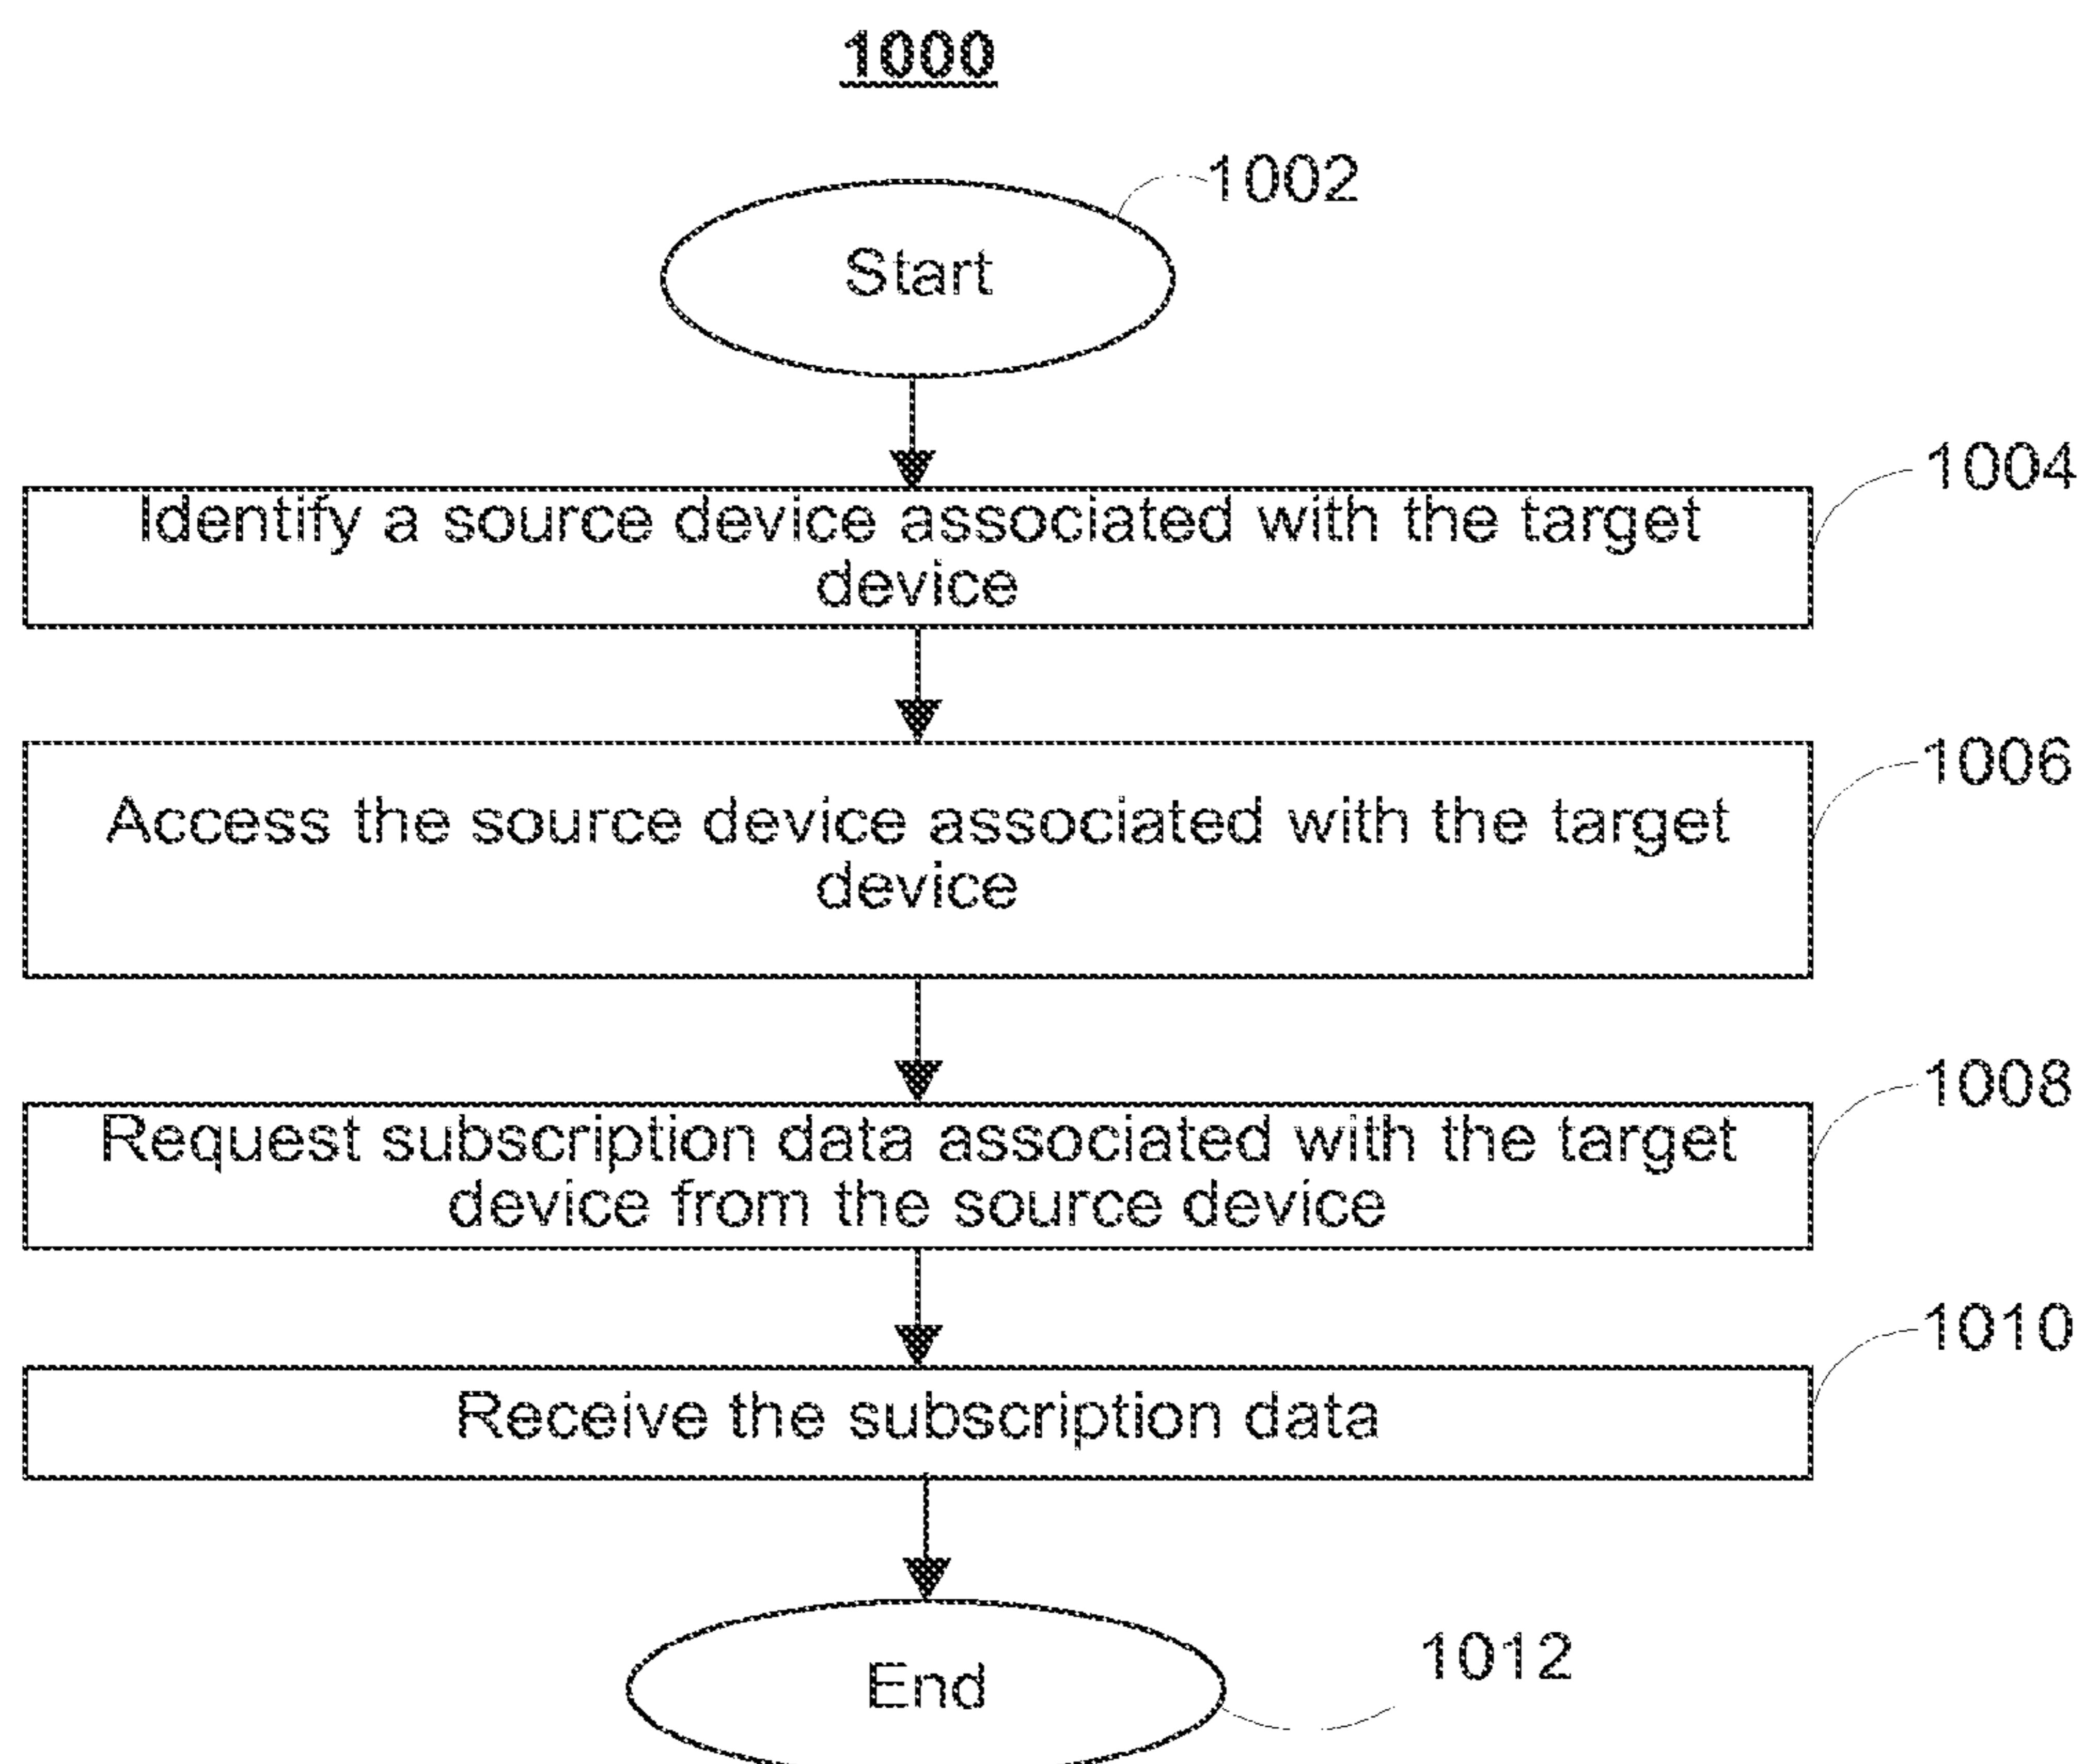 1000
1002
Start
1004
Identify a source device associated with the target
device
1006
Access the source device associated with the target
device
1008
Request subscription data associated with the target
device from the source device
1010
Receive the subscription data
1012
End